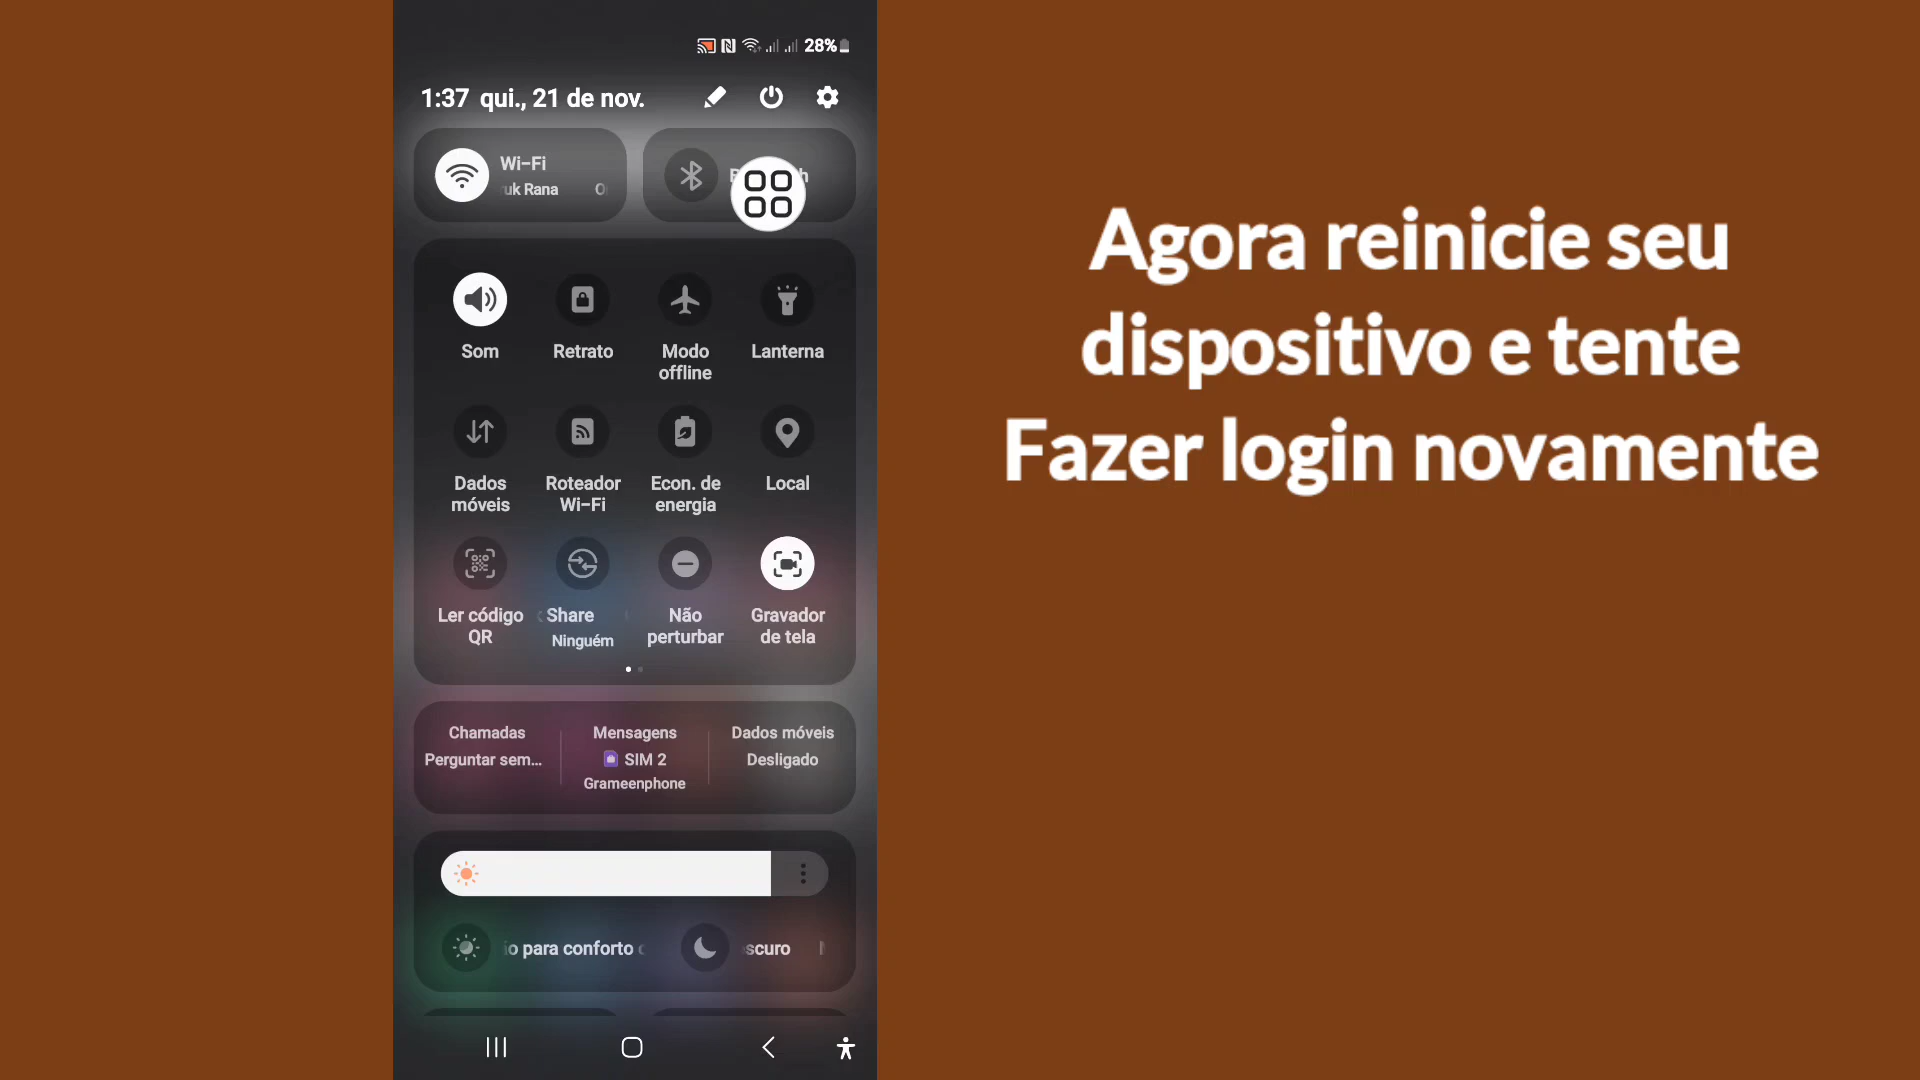 28%
1:37 qui., 21 de nov.
Wi-Fi
uk Rana
Som
Retrato
Modo
offline
Lanterna
Dados
móveis
Roteador
Wi-Fi
Econ. de
energia
Local
Ler código
QR
Share
Ninguém
Não
perturbar
Gravador
de tela
Chamadas
Perguntar sem...
Mensagens
SIM 2
Grameenphone
Dados móveis
Desligado
o para conforto
scuro
Agora reinicie seu
dispositivo e tente
Fazer login novamente